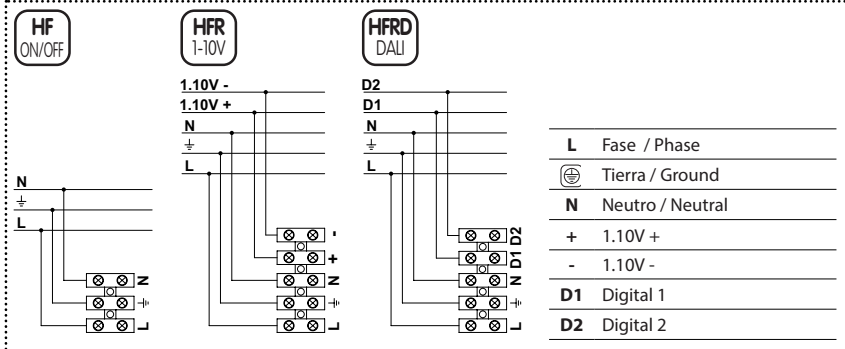 HF
ON/OFF
N
L
N
L
HFR
1-10V
1.10V -
1.10V +
N
L
-
+
N
L
HFRD
DALI
D2
D1
N
L
D2
D1
N
L
L Fase / Phase
Tierra / Ground
N Neutro / Neutral
+ 1.10V +
- 1.10V -
D1 Digital 1
D2 Digital 2